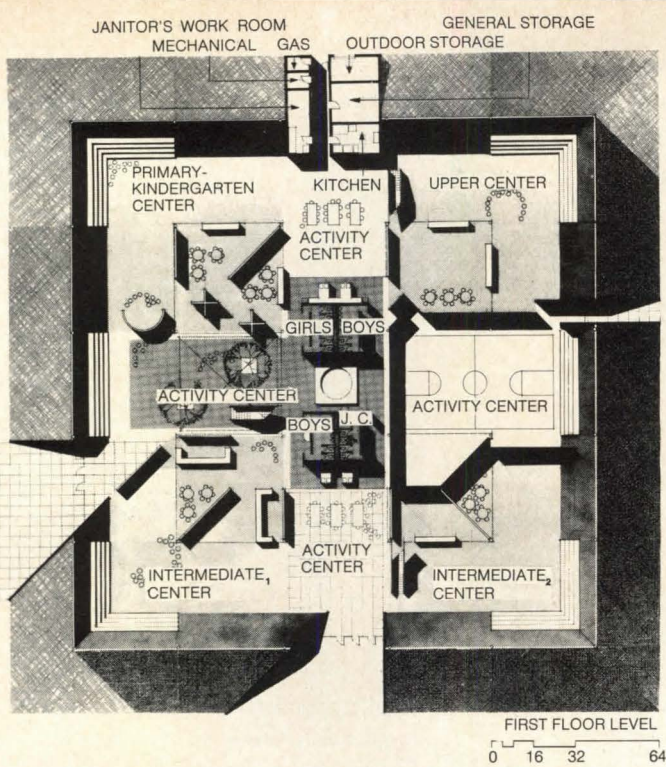 JANITOR'S WORK ROOM
GENERAL STORAGE
MECHANICAL GAS OUTDOOR STORAGE
PRIMARY-
KINDERGARTEN
CENTER
KITCHEN
UPPER CENTER
ACTIVITY
CENTER
GIRLS BOYS
ACTIVITY CENTER
ACTIVITY CENTER
BOYS J. C.
ACTIVITY
CENTER
INTERMEDIATE1
CENTER
INTERMEDIATE2
CENTER
FIRST FLOOR LEVEL
0 16 32 64